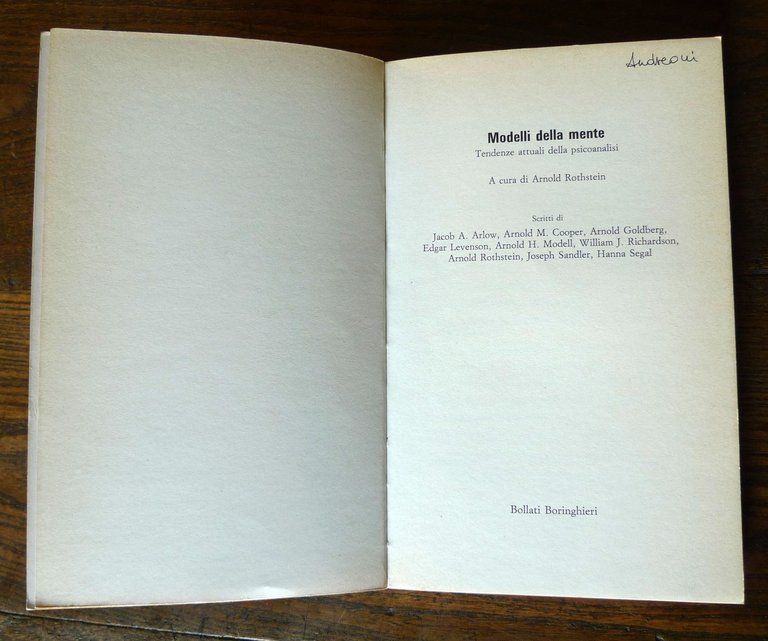 Andreoni
Modelli della mente
Tendenze attuali della psicoanalisi
A cura di Arnold Rothstein
Scritti di
Jacob A. Arlow, Arnold M. Cooper, Arnold Goldberg,
Edgar Levenson, Arnold H. Modell, William J. Richardson,
Arnold Rothstein, Joseph Sandler, Hanna Segal
Bollati Boringhieri